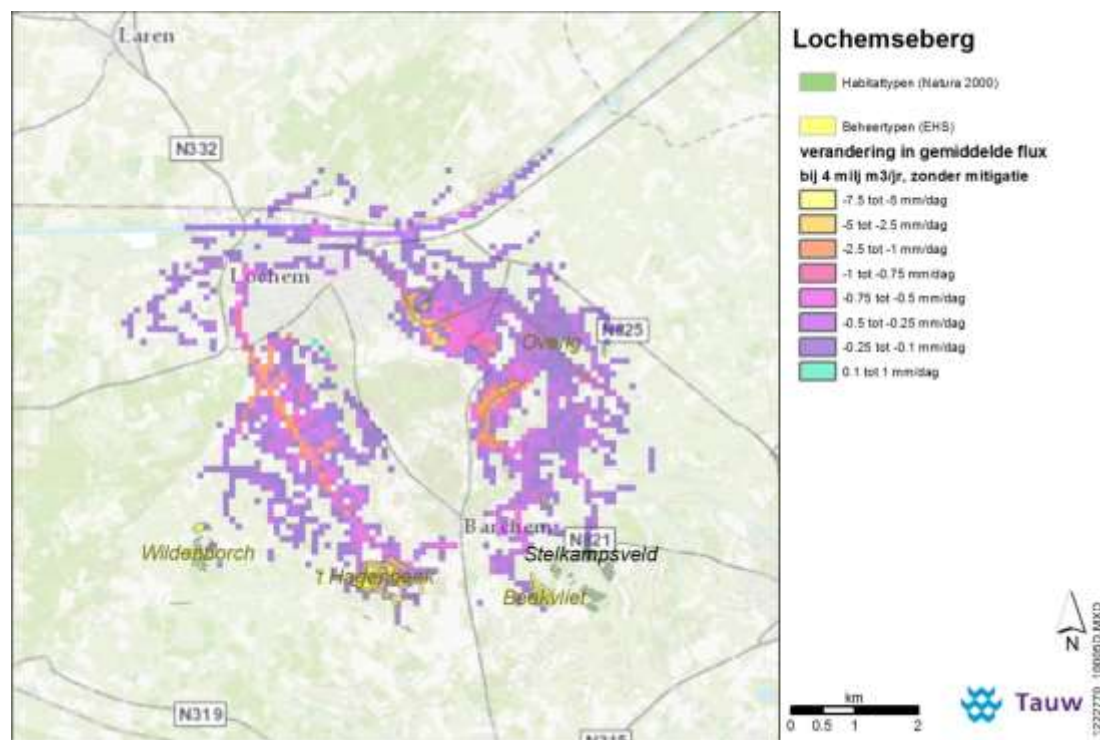 Laren
N332
Lochem
N825
Overig
Barchem
N821
Wildenborch
Stelkampsveld
't Hagenbeek
Beekvliet
N319
N315
Lochemseberg
Habitattypen (Natura 2000)
Beheertypen (EHS)
verandering in gemiddelde flux
bij 4 milj m3/jr, zonder mitigatie
-7.5 tot -5 mm/dag
-5 tot -2.5 mm/dag
-2.5 tot -1 mm/dag
-1 tot -0.75 mm/dag
-0.75 tot -0.5 mm/dag
-0.5 tot -0.25 mm/dag
-0.25 tot -0.1 mm/dag
0.1 tot 1 mm/dag
N
km
0 0.5 1 2
Tauw